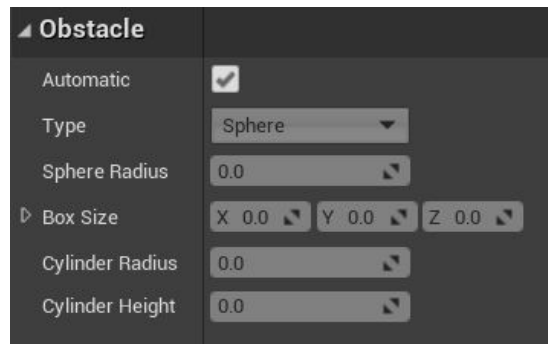 Obstacle
Automatic
Type Sphere
Sphere Radius 0.0
Box Size X 0.0 Y 0.0 Z 0.0
Cylinder Radius 0.0
Cylinder Height 0.0